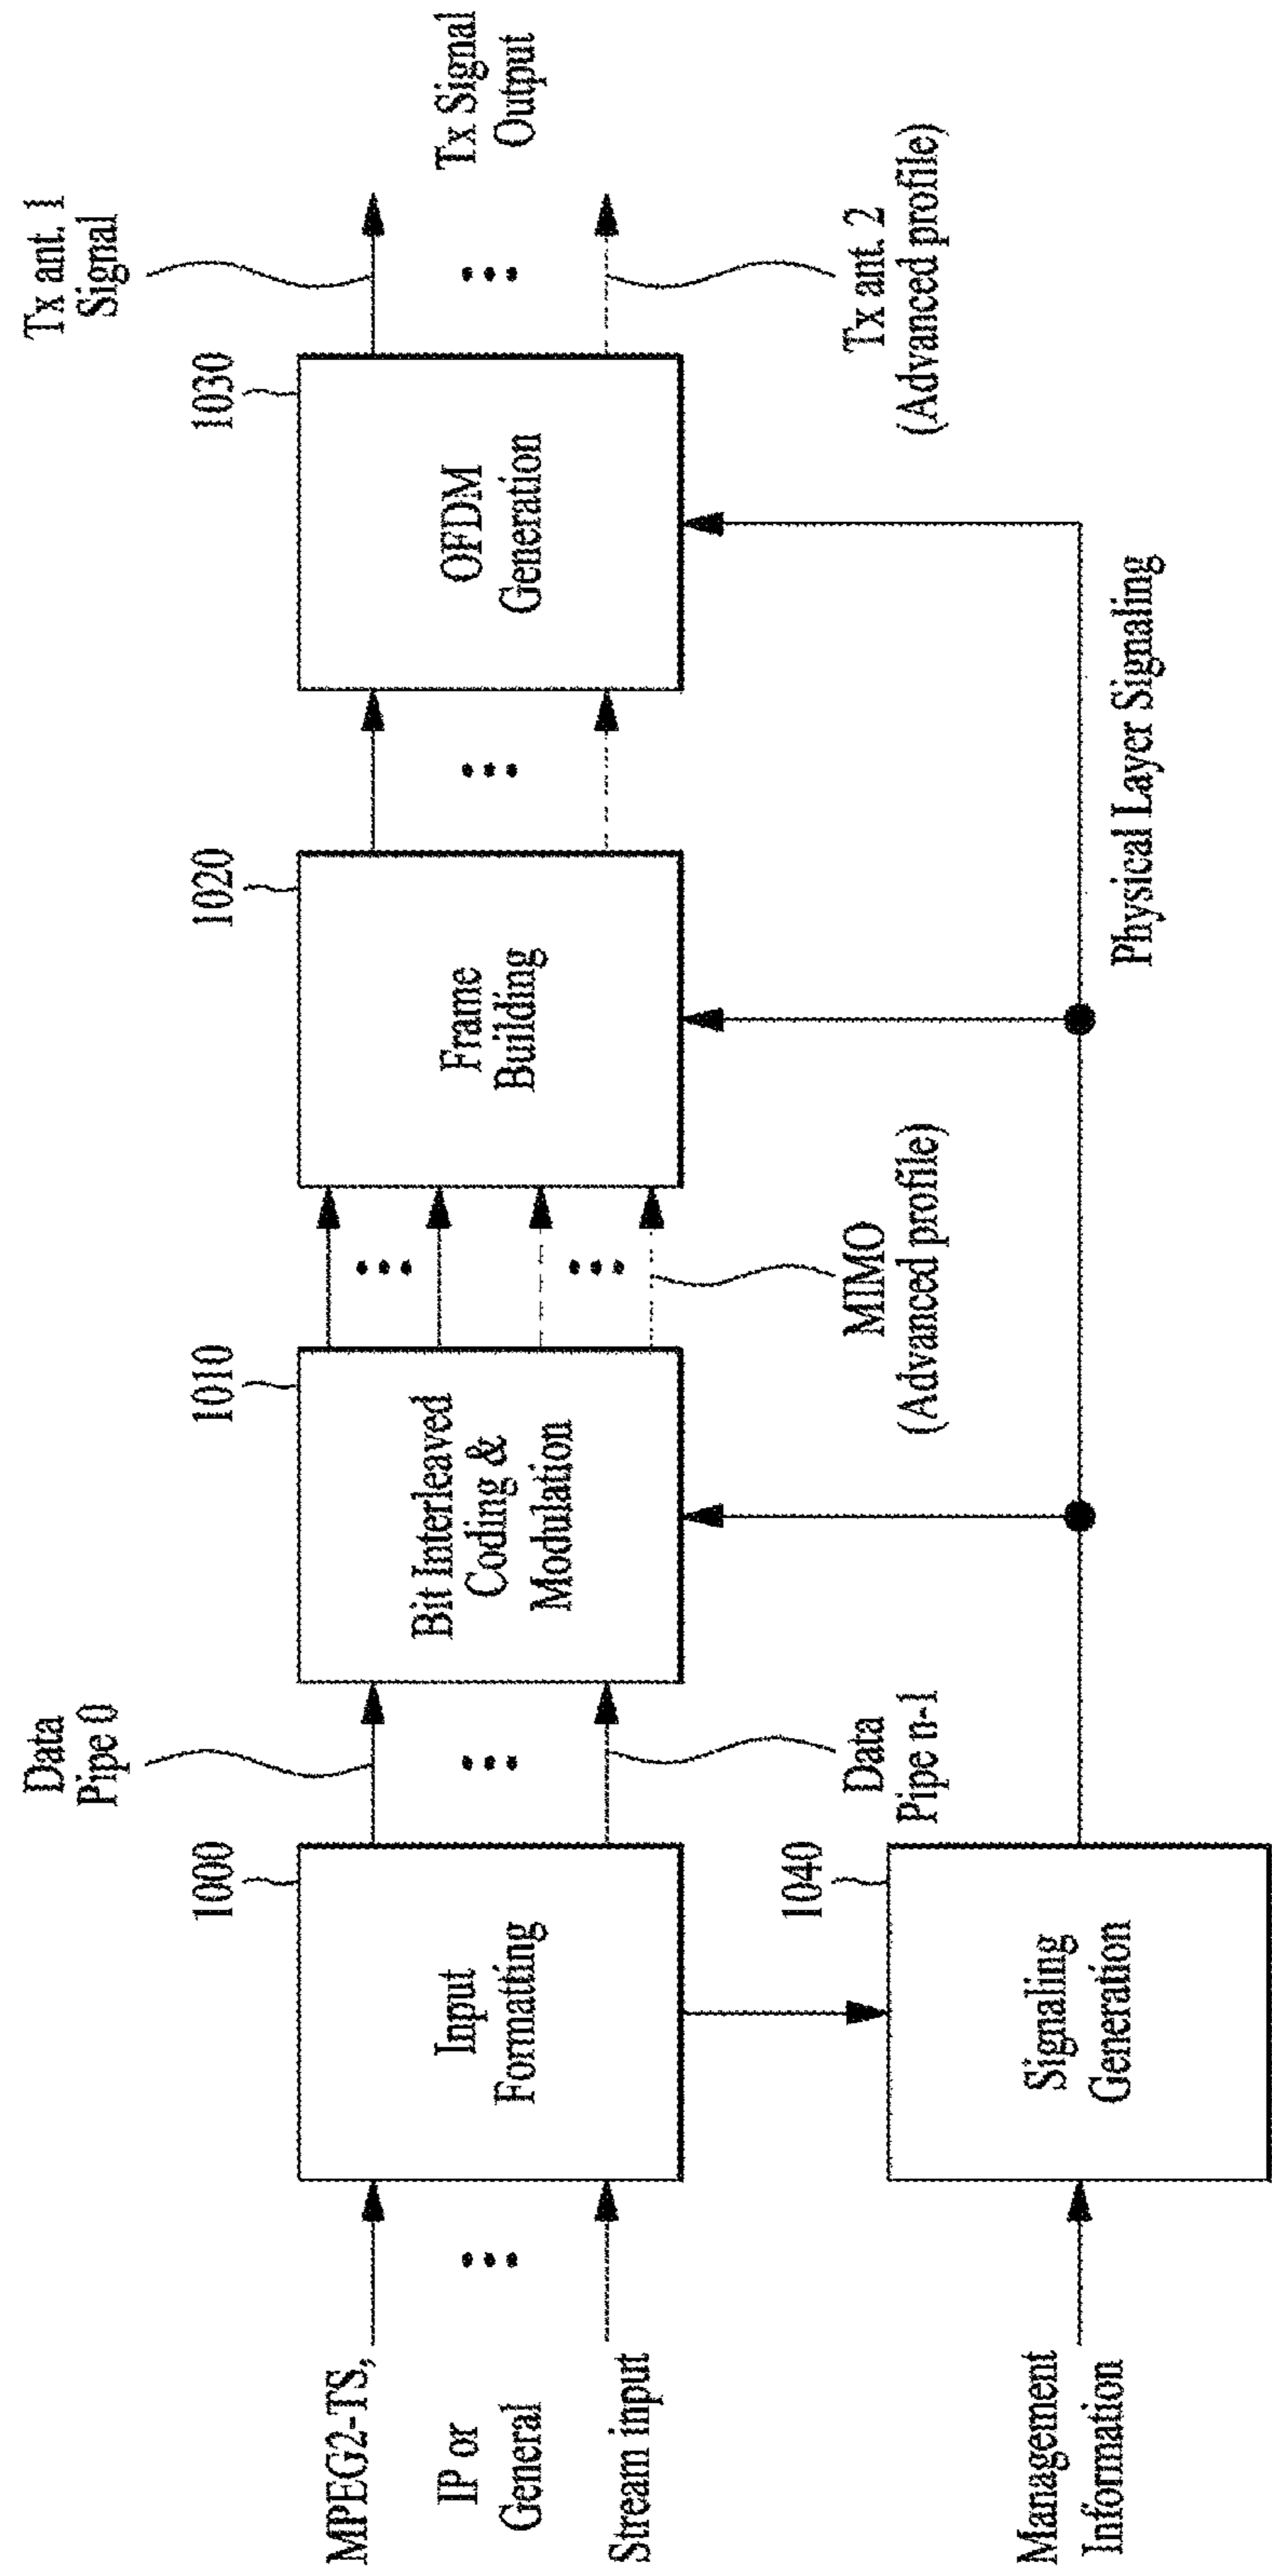 MPEG2-TS,
IP or
General
Stream input
Management
Information
1000
Input
Formatting
1040
Signaling
Generation
Data
Pipe 0
Data
Pipe n-1
1010
Bit Interleaved
Coding &
Modulation
MIMO
(Advanced profile)
1020
Frame
Building
Physical Layer Signaling
1030
OFDM
Generation
Tx ant. 1
Signal
Tx Signal
Output
Tx ant. 2
(Advanced profile)